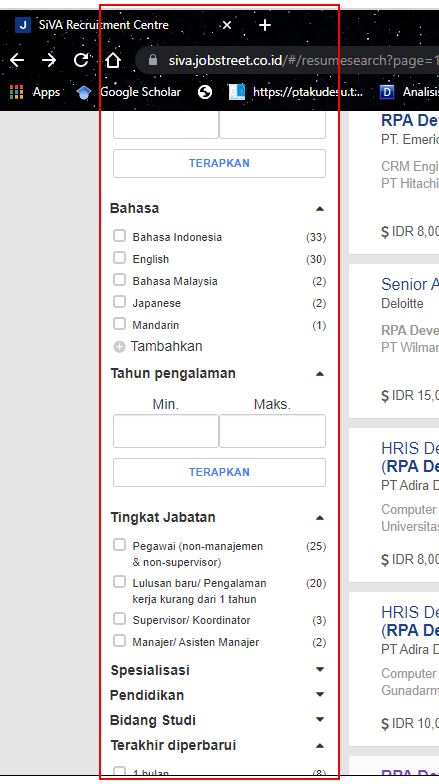 SiVA Recruitment Centre
siva.jobstreet.co.id/#/resumesearch?page=1
Apps
Google Scholar
https://otakudesu.t...
Analisis
TERAPKAN
Bahasa
Bahasa Indonesia (33)
English (30)
Bahasa Malaysia (2)
Japanese (2)
Mandarin (1)
Tambahkan
Tahun pengalaman
Min. Maks.
TERAPKAN
Tingkat Jabatan
Pegawai (non-manajemen (25)
& non-supervisor)
Lulusan baru/ Pengalaman (20)
kerja kurang dari 1 tahun
Supervisor/ Koordinator (3)
Manajer/ Asisten Manajer (2)
Spesialisasi
Pendidikan
Bidang Studi
Terakhir diperbarui
1 bulan (8)
RPA De
PT. Emeric
CRM Engi
PT Hitachi
$ IDR 8,00
Senior A
Deloitte
RPA Deve
PT Wilmar
$ IDR 15,0
HRIS De
(RPA De
PT Adira D
Computer
Universitas
$ IDR 8,00
HRIS De
(RPA De
PT Adira D
Computer
Gunadarm
$ IDR 10,0
RPA De